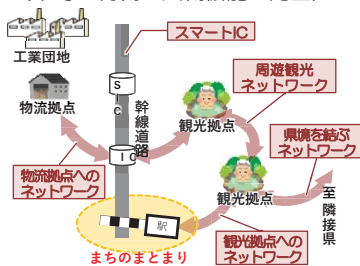 スマートIC
工業団地
SIC
周遊観光
ネットワーク
物流拠点
幹線道路
観光拠点
県境を結ぶ
ネットワーク
IC
物流拠点への
ネットワーク
観光拠点
至隣接県
駅
観光拠点への
ネットワーク
まちのまとまり